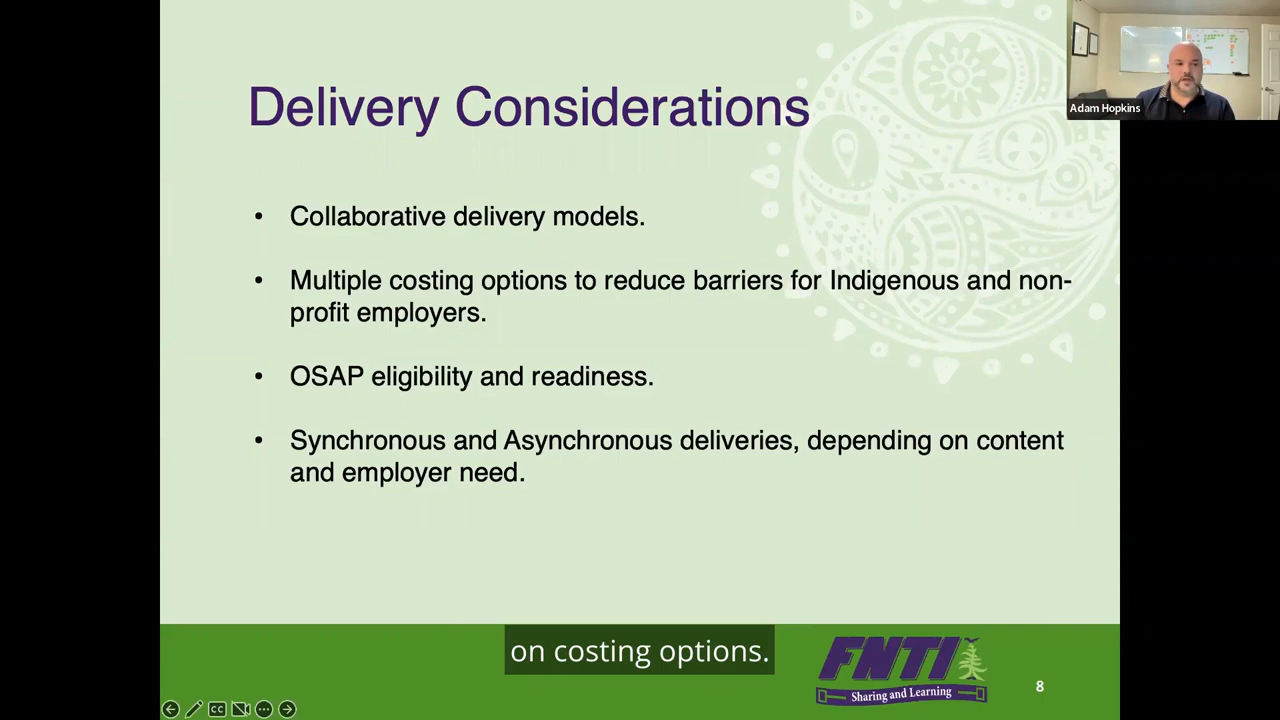 Delivery Considerations
Adam Hopkins
• Collaborative delivery models.
• Multiple costing options to reduce barriers for Indigenous and non-
profit employers.
• OSAP eligibility and readiness.
• Synchronous and Asynchronous deliveries, depending on content
and employer need.
on costing options.
FNTI
Sharing and Learning
8
CC